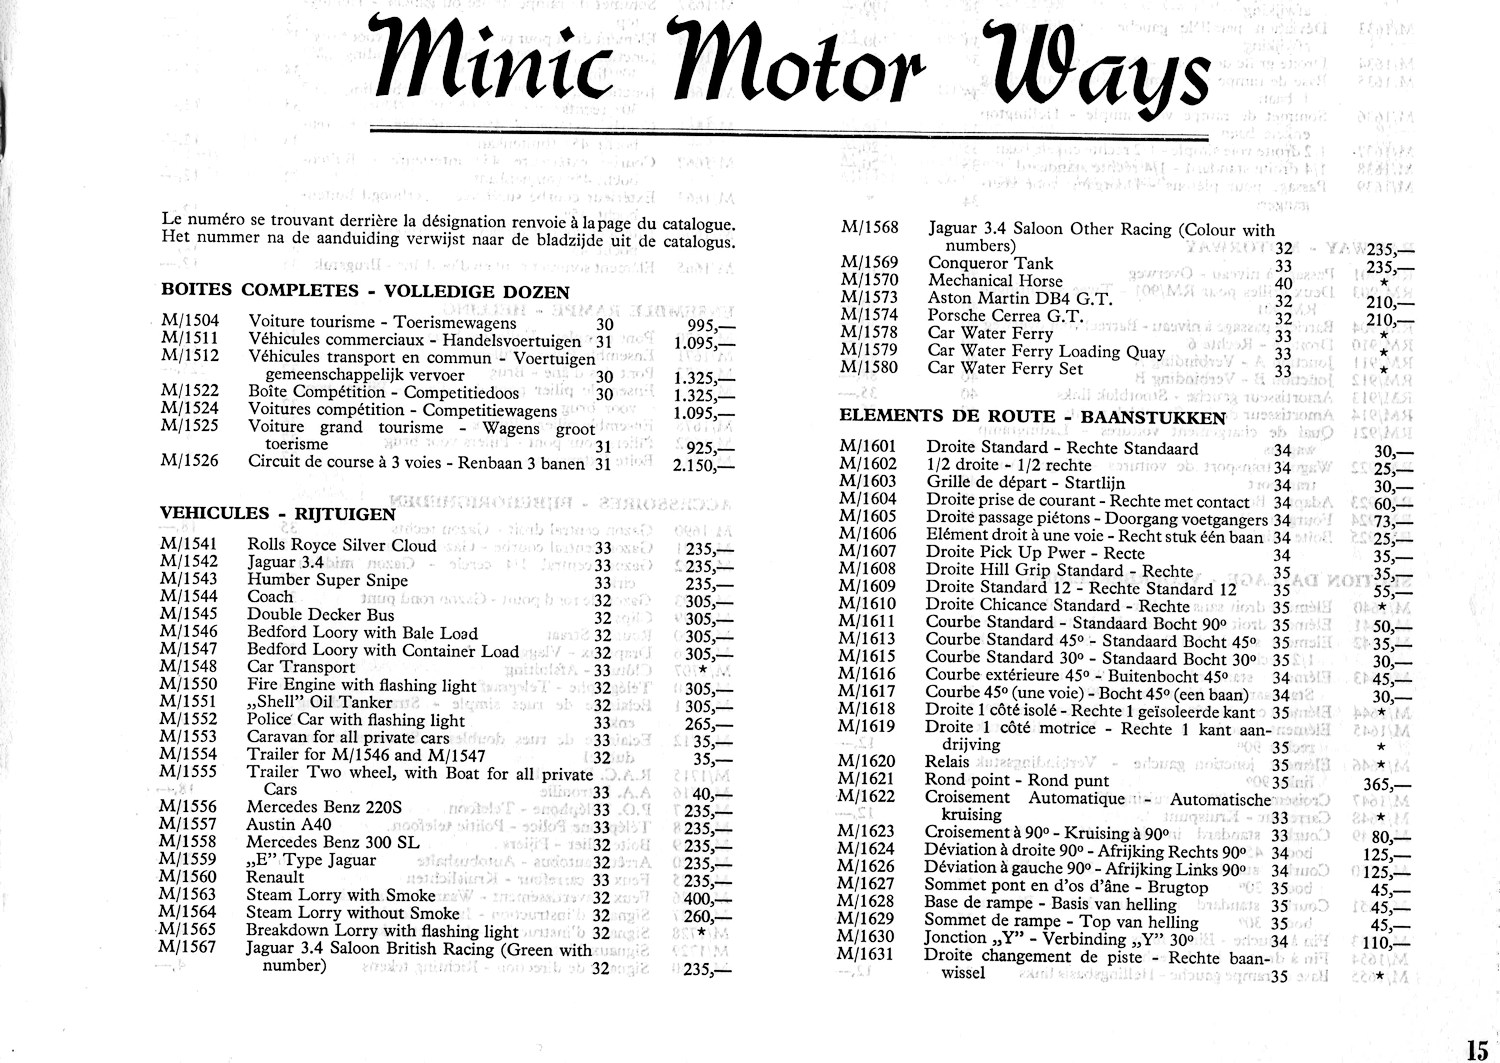 Minic Motor Ways
Le numéro se trouvant derrière la désignation renvoie à la page du catalogue.
Het nummer na de aanduiding verwijst naar de bladzijde uit de catalogus.
BOITES COMPLETES - VOLLEDIGE DOZEN
M/1504 Voiture tourisme - Toerismewagens 30 995,—
M/1511 Véhicules commerciaux - Handelsvoertuigen 31 1.095,—
M/1512 Véhicules transport en commun - Voertuigen
gemeenschappelijk vervoer 30 1.325,—
M/1522 Boîte Compétition - Competitiedoos 30 1.325,—
M/1524 Voitures compétition - Competitiewagens 1.095,—
M/1525 Voiture grand tourisme - Wagens groot
toerisme 31 925,—
M/1526 Circuit de course à 3 voies - Renbaan 3 banen 31 2.150,—
VEHICULES - RIJTUIGEN
M/1541 Rolls Royce Silver Cloud 33 235,—
M/1542 Jaguar 3.4 33 235,—
M/1543 Humber Super Snipe 33 235,—
M/1544 Coach 32 305,—
M/1545 Double Decker Bus 32 305,—
M/1546 Bedford Loory with Bale Load 32 305,—
M/1547 Bedford Loory with Container Load 32 305,—
M/1548 Car Transport 33 *
M/1550 Fire Engine with flashing light 32 305,—
M/1551 „Shell" Oil Tanker 32 305,—
M/1552 Police Car with flashing light 33 265,—
M/1553 Caravan for all private cars 33 35,—
M/1554 Trailer for M/1546 and M/1547 32 35,—
M/1555 Trailer Two wheel, with Boat for all private
Cars 33 40,—
M/1556 Mercedes Benz 220S 33 235,—
M/1557 Austin A40 33 235,—
M/1558 Mercedes Benz 300 SL 32 235,—
M/1559 „E" Type Jaguar 32 235,—
M/1560 Renault 33 235,—
M/1563 Steam Lorry with Smoke 32 400,—
M/1564 Steam Lorry without Smoke 32 260,—
M/1565 Breakdown Lorry with flashing light 32 *
M/1567 Jaguar 3.4 Saloon British Racing (Green with
number) 32 235,—
M/1568 Jaguar 3.4 Saloon Other Racing (Colour with
numbers) 32 235,—
M/1569 Conqueror Tank 33 235,—
M/1570 Mechanical Horse 40 *
M/1573 Aston Martin DB4 G.T. 32 210,—
M/1574 Porsche Cerrea G.T. 32 210,—
M/1578 Car Water Ferry 33 *
M/1579 Car Water Ferry Loading Quay 33 *
M/1580 Car Water Ferry Set 33 *
ELEMENTS DE ROUTE - BAANSTUKKEN
M/1601 Droite Standard - Rechte Standaard 34 30,—
M/1602 1/2 droite - 1/2 rechte 34 25,—
M/1603 Grille de départ - Startlijn 34 30,—
M/1604 Droite prise de courant - Rechte met contact 34 60,—
M/1605 Droite passage piétons - Doorgang voetgangers 34 73,—
M/1606 Elément droit à une voie - Recht stuk één baan 34 25,—
M/1607 Droite Pick Up Pwer - Recte 34 35,—
M/1608 Droite Hill Grip Standard - Rechte 35 35,—
M/1609 Droite Standard 12 - Rechte Standard 12 35 55,—
M/1610 Droite Chicance Standard - Rechte 35 *
M/1611 Courbe Standard - Standaard Bocht 90º 35 50,—
M/1613 Courbe Standard 45º - Standaard Bocht 45º 35 35,—
M/1615 Courbe Standard 30º - Standaard Bocht 30º 35 30,—
M/1616 Courbe extérieure 45º - Buitenbocht 45º 34 45,—
M/1617 Courbe 45º (une voie) - Bocht 45º (een baan) 34 30,—
M/1618 Droite 1 côté isolé - Rechte 1 geïsoleerde kant 35 *
M/1619 Droite 1 côté motrice - Rechte 1 kant aan-
drijving 35 *
M/1620 Relais 35 *
M/1621 Rond point - Rond punt 35 365,—
M/1622 Croisement Automatique - Automatische
kruising 33 *
M/1623 Croisement à 90º - Kruising à 90º 33 80,—
M/1624 Déviation à droite 90º - Afrijking Rechts 90º 34 125,—
M/1626 Déviation à gauche 90º - Afrijking Links 90º 34 125,—
M/1627 Sommet pont en d'os d'âne - Brugtop 35 45,—
M/1628 Base de rampe - Basis van helling 35 45,—
M/1629 Sommet de rampe - Top van helling 35 45,—
M/1630 Jonction „Y" - Verbinding „Y" 30º 34 110,—
M/1631 Droite changement de piste - Rechte baan-
wissel 35 *
15